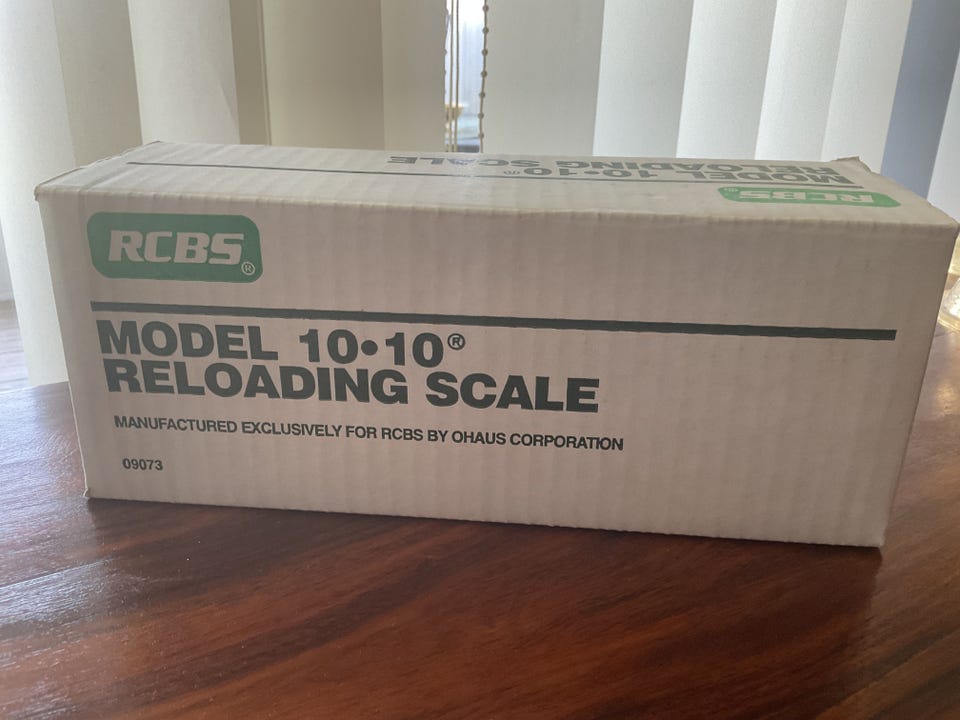 MODEL 10•10®
RELOADING SCALE
RCBS®
RCBS®
MODEL 10•10®
RELOADING SCALE
MANUFACTURED EXCLUSIVELY FOR RCBS BY OHAUS CORPORATION
09073